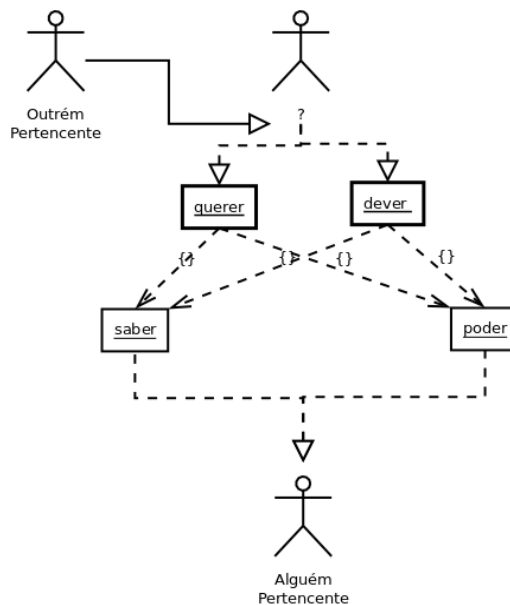 Outrém
Pertencente
?
querer
dever
{}
{}
{}
{}
saber
poder
Alguém
Pertencente